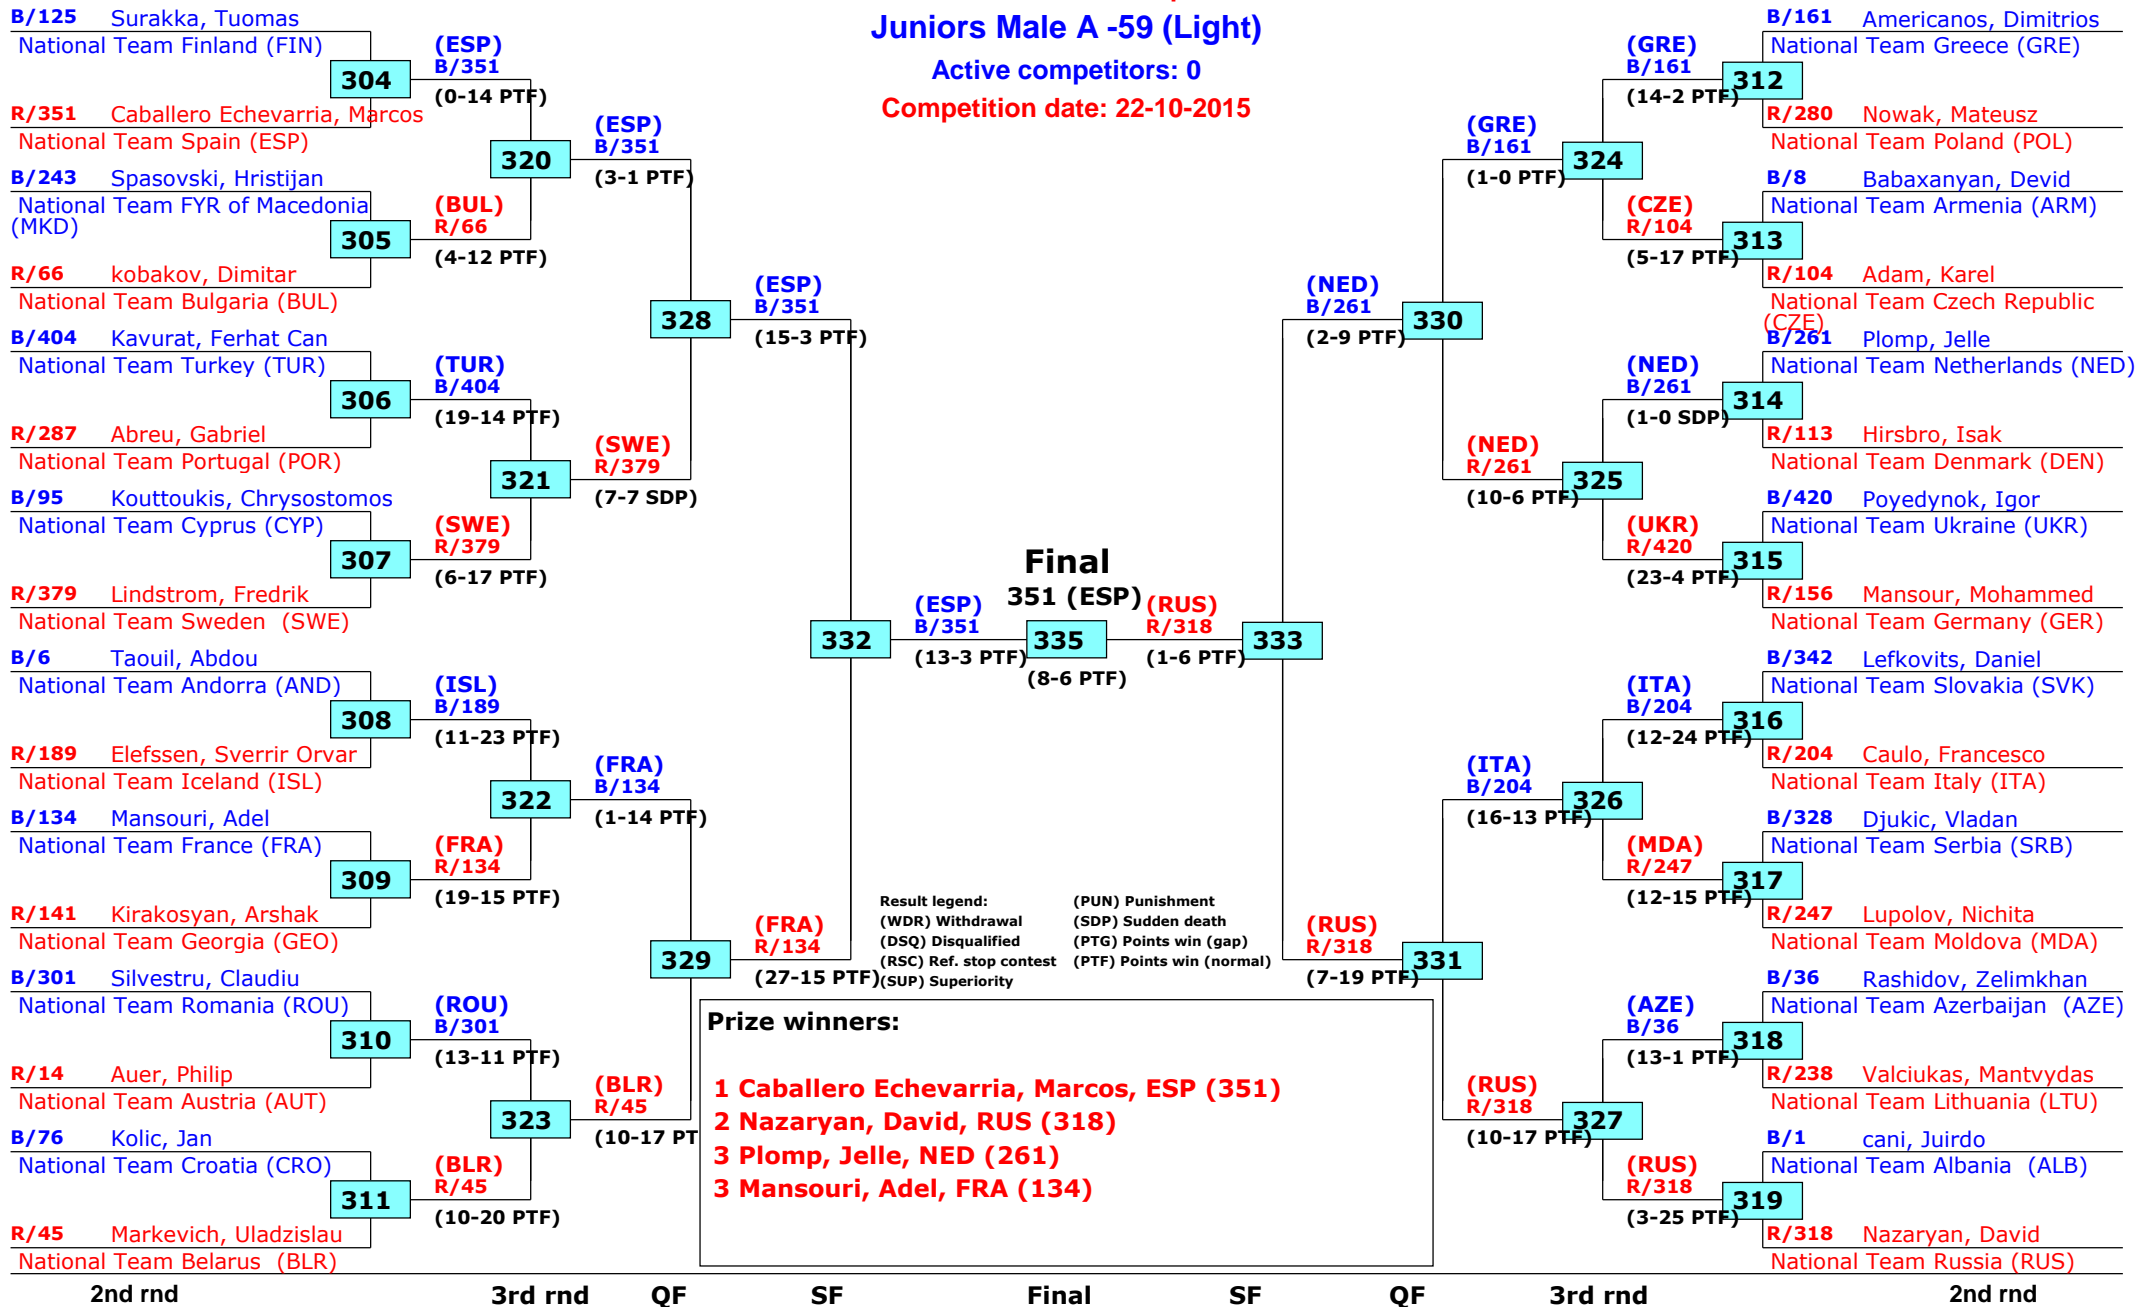 Juniors Male A -59 (Light)
Active competitors: 0
Competition date: 22-10-2015
B/125 Surakka, Tuomas
National Team Finland (FIN)
304
R/351 Caballero Echevarria, Marcos
National Team Spain (ESP)
B/243 Spasovski, Hristijan
National Team FYR of Macedonia
(MKD)
305
R/66 kobakov, Dimitar
National Team Bulgaria (BUL)
B/404 Kavurat, Ferhat Can
National Team Turkey (TUR)
306
R/287 Abreu, Gabriel
National Team Portugal (POR)
B/95 Kouttoukis, Chrysostomos
National Team Cyprus (CYP)
307
R/379 Lindstrom, Fredrik
National Team Sweden (SWE)
B/6 Taouil, Abdou
National Team Andorra (AND)
308
R/189 Elefssen, Sverrir Orvar
National Team Iceland (ISL)
B/134 Mansouri, Adel
National Team France (FRA)
309
R/141 Kirakosyan, Arshak
National Team Georgia (GEO)
B/301 Silvestru, Claudiu
National Team Romania (ROU)
310
R/14 Auer, Philip
National Team Austria (AUT)
B/76 Kolic, Jan
National Team Croatia (CRO)
311
R/45 Markevich, Uladzislau
National Team Belarus (BLR)
(ESP)
B/351
(0-14 PTF)
320
(BUL)
R/66
(4-12 PTF)
(TUR)
B/404
(19-14 PTF)
321
(SWE)
R/379
(6-17 PTF)
(ISL)
B/189
(11-23 PTF)
322
(FRA)
R/134
(19-15 PTF)
(ROU)
B/301
(13-11 PTF)
323
(BLR)
R/45
(10-20 PTF)
(ESP)
B/351
(3-1 PTF)
328
(SWE)
R/379
(7-7 SDP)
(FRA)
B/134
(1-14 PTF)
329
(BLR)
R/45
(10-17 PT
(ESP)
B/351
(15-3 PTF)
332
(FRA)
R/134
(27-15 PTF)
(ESP)
B/351
(13-3 PTF)
Final
351 (ESP)
335
(8-6 PTF)
(RUS)
R/318
(1-6 PTF)
333
(NED)
B/261
(2-9 PTF)
330
(RUS)
R/318
(7-19 PTF)
331
(GRE)
B/161
(1-0 PTF)
324
(NED)
R/261
(10-6 PTF)
325
(ITA)
B/204
(16-13 PTF)
326
(RUS)
R/318
(10-17 PTF)
327
(GRE)
B/161
(14-2 PTF)
312
(CZE)
R/104
(5-17 PTF)
313
(NED)
B/261
(1-0 SDP)
314
(UKR)
R/420
(23-4 PTF)
315
(ITA)
B/204
(12-24 PTF)
316
(MDA)
R/247
(12-15 PTF)
317
(AZE)
B/36
(13-1 PTF)
318
(RUS)
R/318
(3-25 PTF)
319
B/161 Americanos, Dimitrios
National Team Greece (GRE)
R/280 Nowak, Mateusz
National Team Poland (POL)
B/8 Babaxanyan, Devid
National Team Armenia (ARM)
R/104 Adam, Karel
National Team Czech Republic
(CZE)
B/261 Plomp, Jelle
National Team Netherlands (NED)
R/113 Hirsbro, Isak
National Team Denmark (DEN)
B/420 Poyedynok, Igor
National Team Ukraine (UKR)
R/156 Mansour, Mohammed
National Team Germany (GER)
B/342 Lefkovits, Daniel
National Team Slovakia (SVK)
R/204 Caulo, Francesco
National Team Italy (ITA)
B/328 Djukic, Vladan
National Team Serbia (SRB)
R/247 Lupolov, Nichita
National Team Moldova (MDA)
B/36 Rashidov, Zelimkhan
National Team Azerbaijan (AZE)
R/238 Valciukas, Mantvydas
National Team Lithuania (LTU)
B/1 cani, Juirdo
National Team Albania (ALB)
R/318 Nazaryan, David
National Team Russia (RUS)
Result legend: (PUN) Punishment
(WDR) Withdrawal (SDP) Sudden death
(DSQ) Disqualified (PTG) Points win (gap)
(RSC) Ref. stop contest (PTF) Points win (normal)
(SUP) Superiority
Prize winners:
1 Caballero Echevarria, Marcos, ESP (351)
2 Nazaryan, David, RUS (318)
3 Plomp, Jelle, NED (261)
3 Mansouri, Adel, FRA (134)
2nd rnd 3rd rnd QF SF Final SF QF 3rd rnd 2nd rnd